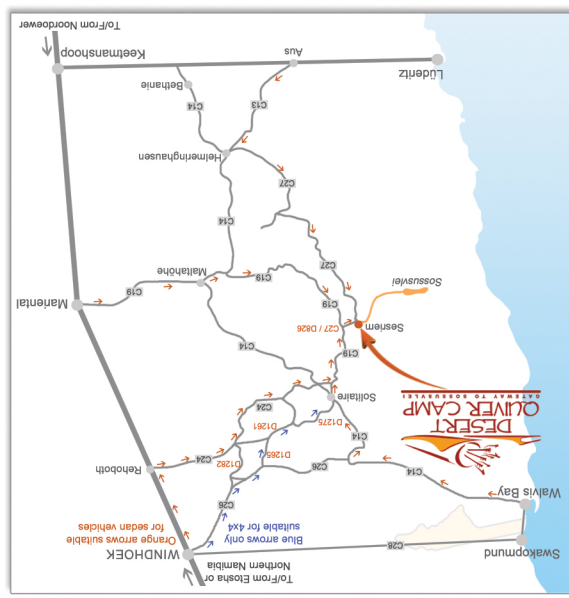 To/From Etosha or
Northern Namibia
Swakopmund
C28
WINDHOEK
Blue arrows only
suitable for 4x4
Orange arrows suitable
for sedan vehicles
Walvis Bay
C14
C26
C26
C14
D1265
D1282
C24
Rehoboth
DESERT
QUIVER CAMP
GATEWAY TO SOSSUSVLEI
D1275
D1261
C24
Solitaire
C19
C14
Sesriem
C27 / D826
Sossusvlei
C19
C27
C19
Maltahöhe
C19
Mariental
C14
C27
Helmeringhausen
C13
C14
Bethanie
Lüderitz
Aus
Keetmanshoop
To/From Noordoewer